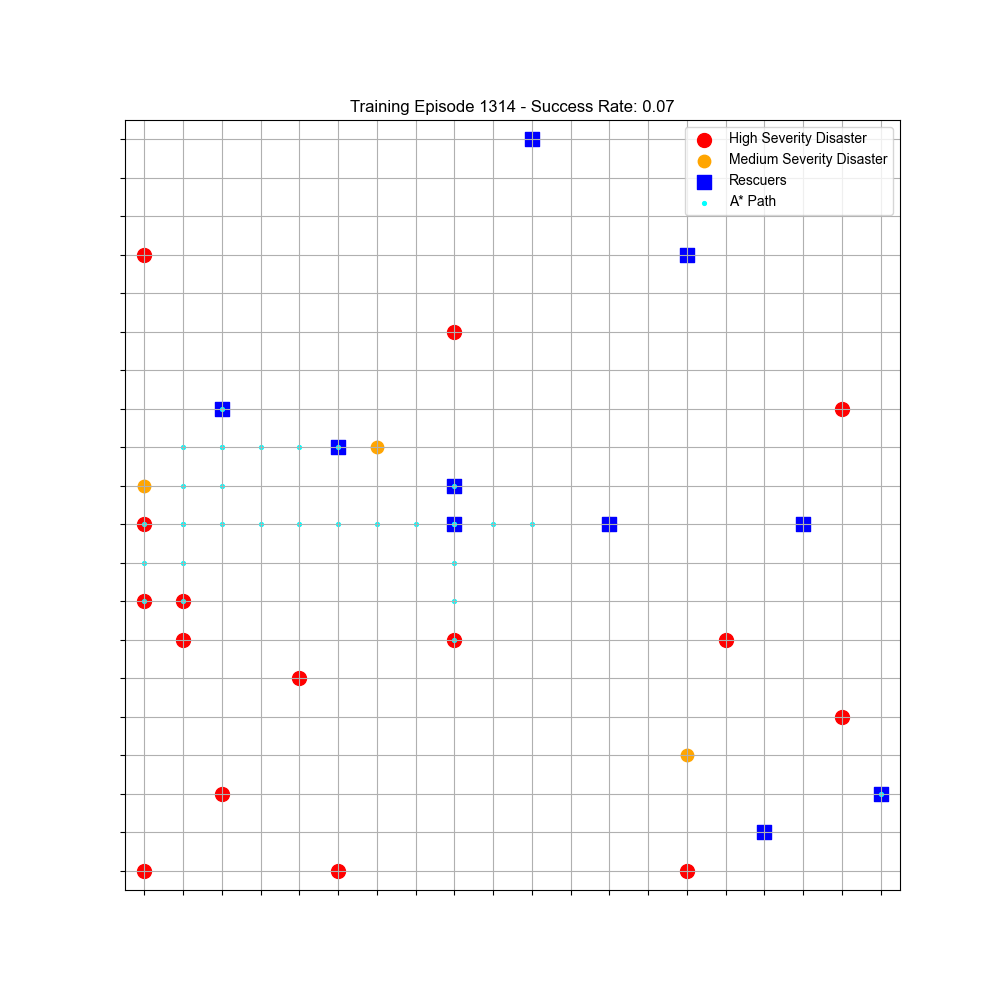 Training Episode 1314 - Success Rate: 0.07
High Severity Disaster
Medium Severity Disaster
Rescuers
A* Path